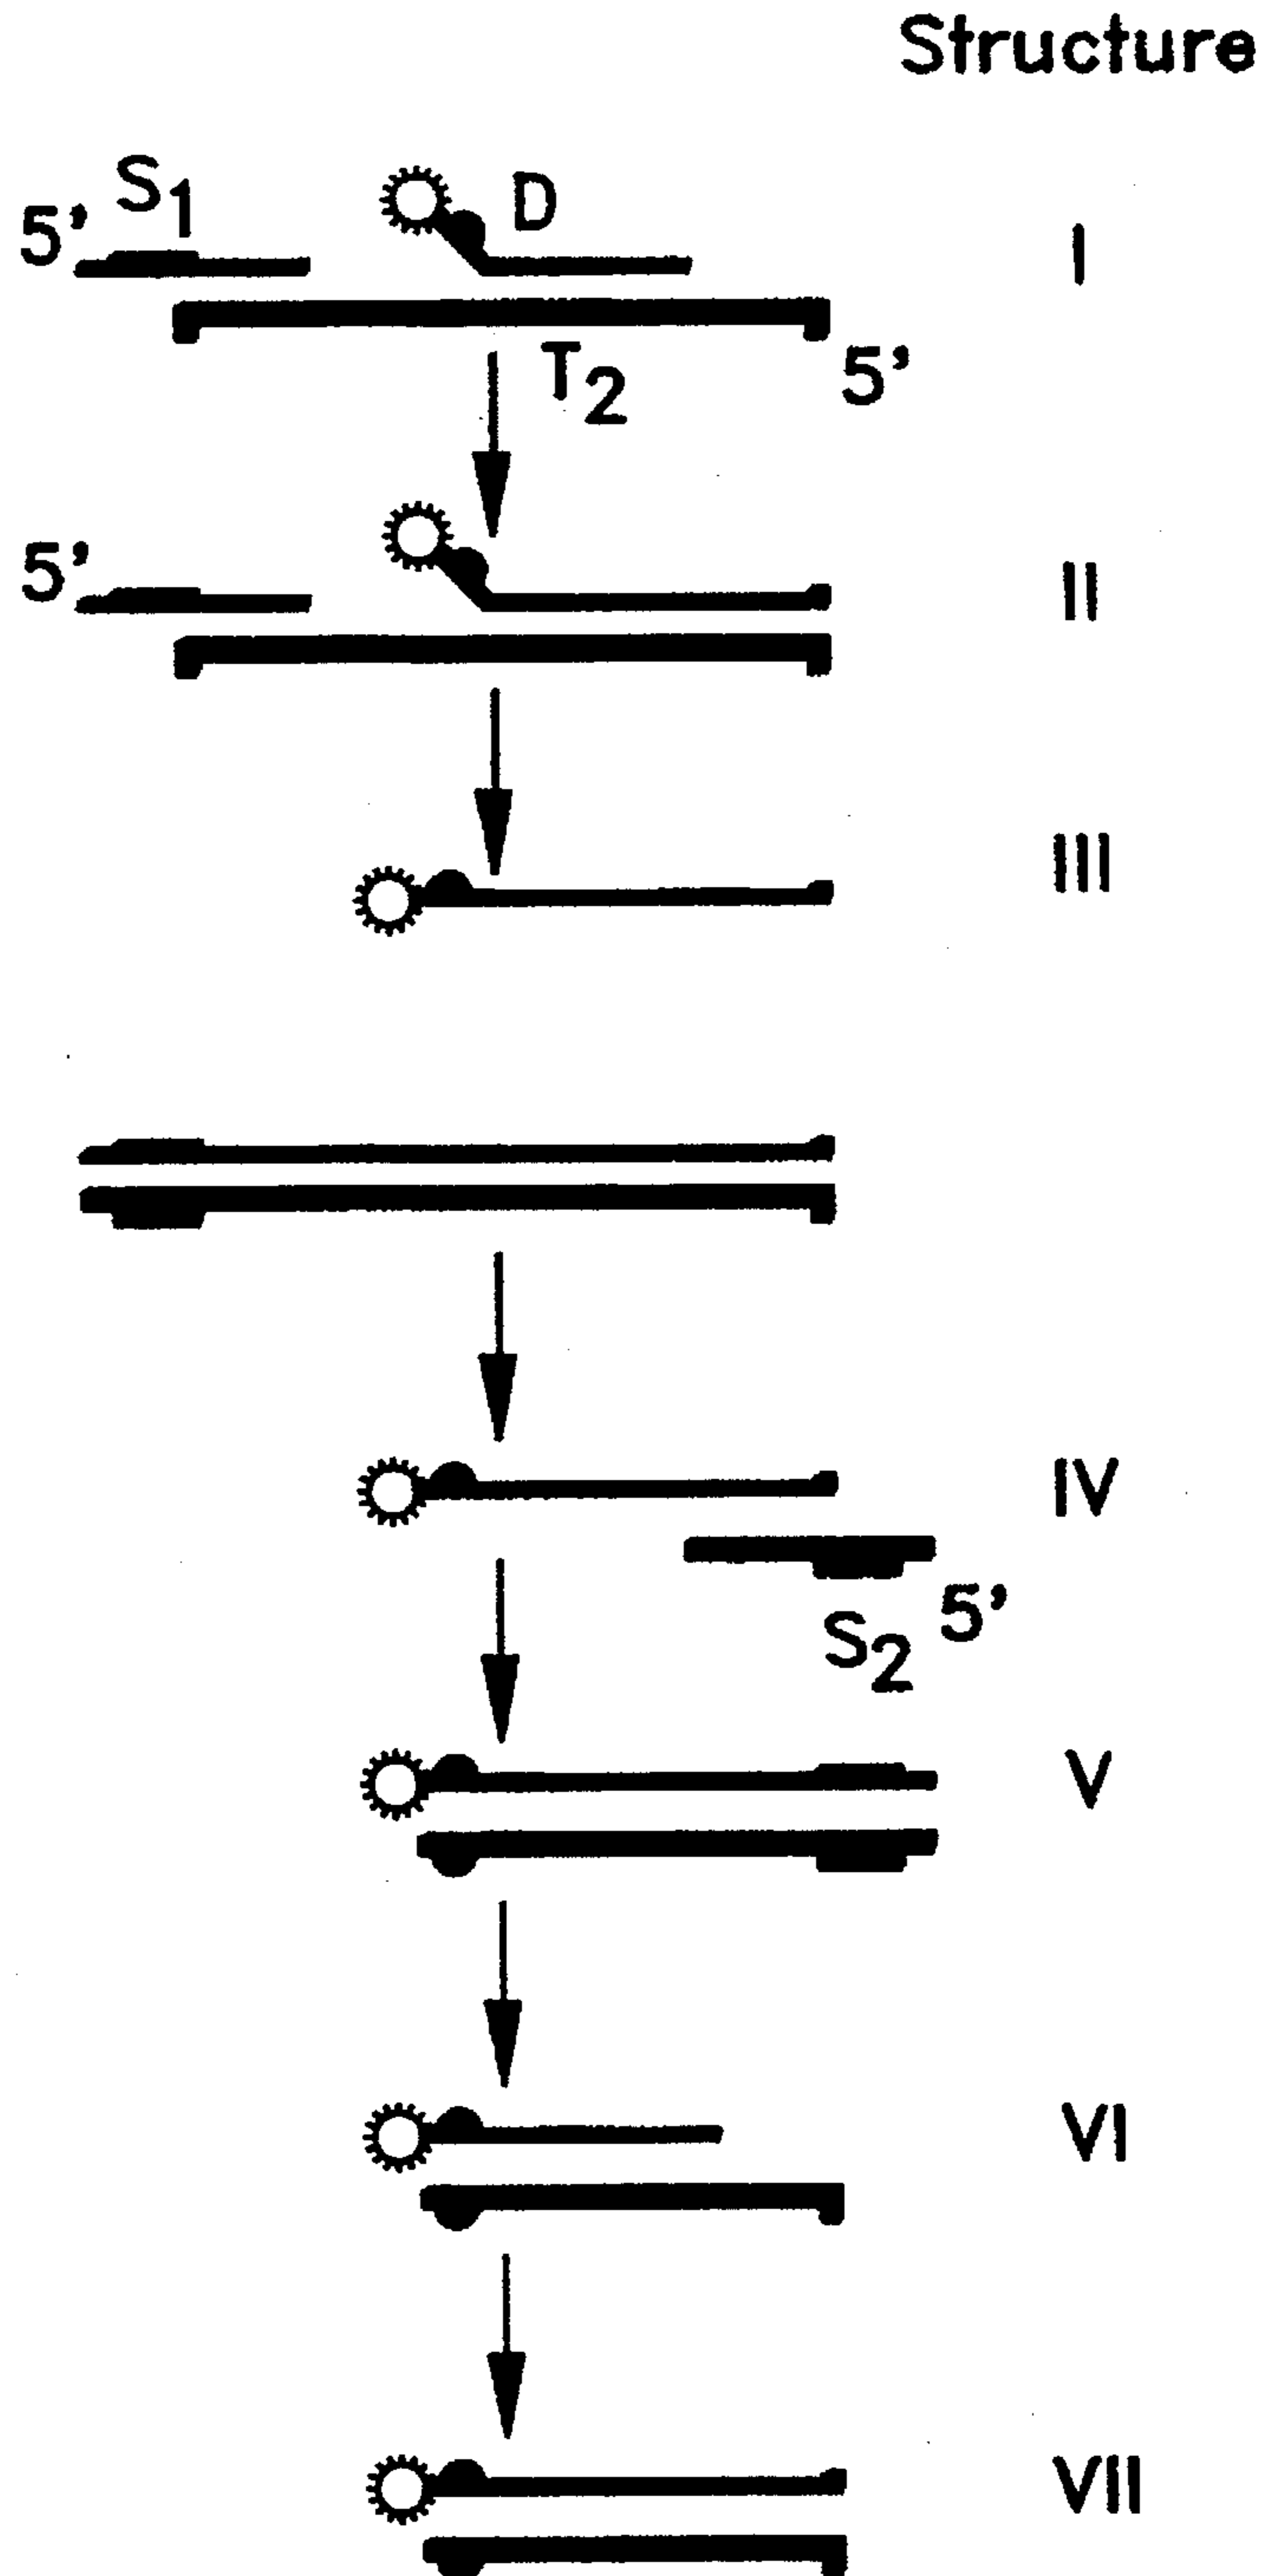 Structure
S1
5' D
I
T2 5'
5' II
III
IV
S2 5'
V
VI
VII